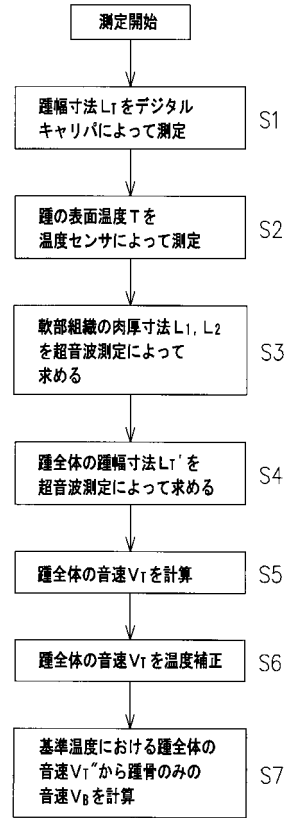 測定開始
踵幅寸法LTをデジタル
キャリパによって測定
S1
踵の表面温度Tを
温度センサによって測定
S2
軟部組織の肉厚寸法L1, L2
を超音波測定によって
求める
S3
踵全体の踵幅寸法LT'を
超音波測定によって求める
S4
踵全体の音速VTを計算
S5
踵全体の音速VTを温度補正
S6
基準温度における踵全体の
音速VT"から踵骨のみの
音速VBを計算
S7